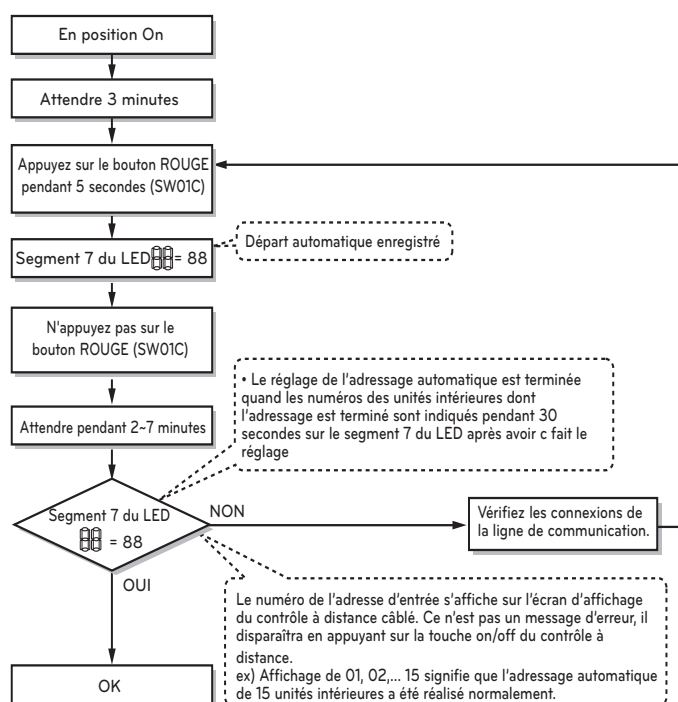 En position On
Attendre 3 minutes
Appuyez sur le bouton ROUGE
pendant 5 secondes (SW01C)
Segment 7 du LED 88 = 88
Départ automatique enregistré
N'appuyez pas sur le
bouton ROUGE (SW01C)
• Le réglage de l'adressage automatique est terminée
quand les numéros des unités intérieures dont
l'adressage est terminé sont indiqués pendant 30
secondes sur le segment 7 du LED après avoir c fait le
réglage
Attendre pendant 2~7 minutes
Segment 7 du LED
88 = 88
NON
Vérifiez les connexions de
la ligne de communication.
OUI
Le numéro de l'adresse d'entrée s'affiche sur l'écran d'affichage
du contrôle à distance câblé. Ce n'est pas un message d'erreur, il
disparaîtra en appuyant sur la touche on/off du contrôle à
distance.
ex) Affichage de 01, 02,... 15 signifie que l'adressage automatique
de 15 unités intérieures a été réalisé normalement.
OK